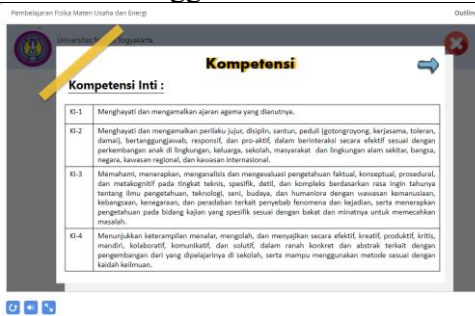 Pembelajaran Fisika Materi Usaha dan Energi
Outlin
Universitas
Yogyakarta
Kompetensi
Kompetensi Inti :
KI-1 Menghayati dan mengamalkan ajaran agama yang dianutnya.
KI-2 Menghayati dan mengamalkan perilaku jujur, disiplin, santun, peduli (gotongroyong, kerjasama, toleran,
damai), bertanggungjawab, responsif, dan pro-aktif, dalam berinteraksi secara efektif sesuai dengan
perkembangan anak di lingkungan, keluarga, sekolah, masyarakat dan lingkungan alam sekitar, bangsa,
negara, kawasan regional, dan kawasan internasional.
KI-3 Memahami, menerapkan, menganalisis dan mengevaluasi pengetahuan faktual, konseptual, prosedural,
dan metakognitif pada tingkat teknis, spesifik, detil, dan kompleks berdasarkan rasa ingin tahunya
tentang ilmu pengetahuan, teknologi, seni, budaya, dan humaniora dengan wawasan kemanusiaan,
kebangsaan, kenegaraan, dan peradaban terkait penyebab fenomena dan kejadian, serta menerapkan
pengetahuan pada bidang kajian yang spesifik sesuai dengan bakat dan minatnya untuk memecahkan
masalah.
KI-4 Menunjukkan keterampilan menalar, mengolah, dan menyajikan secara efektif, kreatif, produktif, kritis,
mandiri, kolaboratif, komunikatif, dan solutif, dalam ranah konkret dan abstrak terkait dengan
pengembangan dari yang dipelajarinya di sekolah, serta mampu menggunakan metode sesuai dengan
kaidah keilmuan.